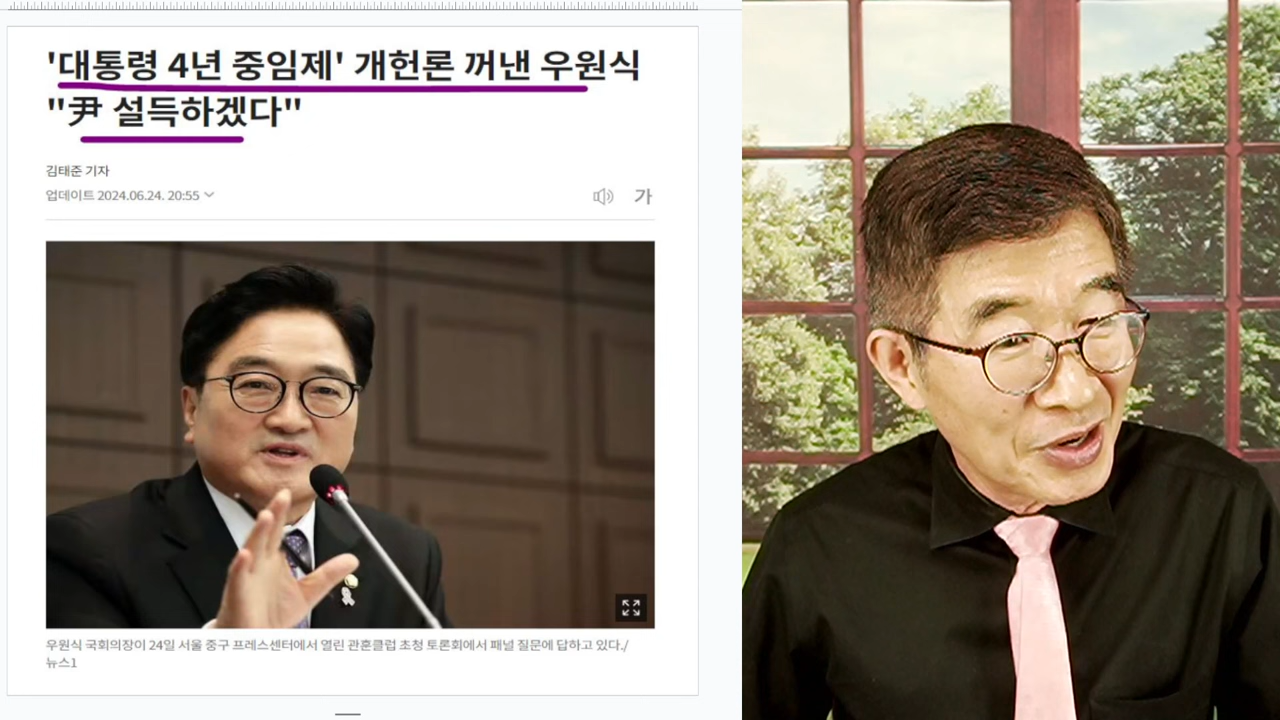 '대통령 4년 중임제' 개헌론 꺼낸 우원식
"尹 설득하겠다"
김태준 기자
업데이트 2024.06.24. 20:55
가
우원식 국회의장이 24일 서울 중구 프레스센터에서 열린 관훈클럽 초청 토론회에서 패널 질문에 답하고 있다./
뉴스1